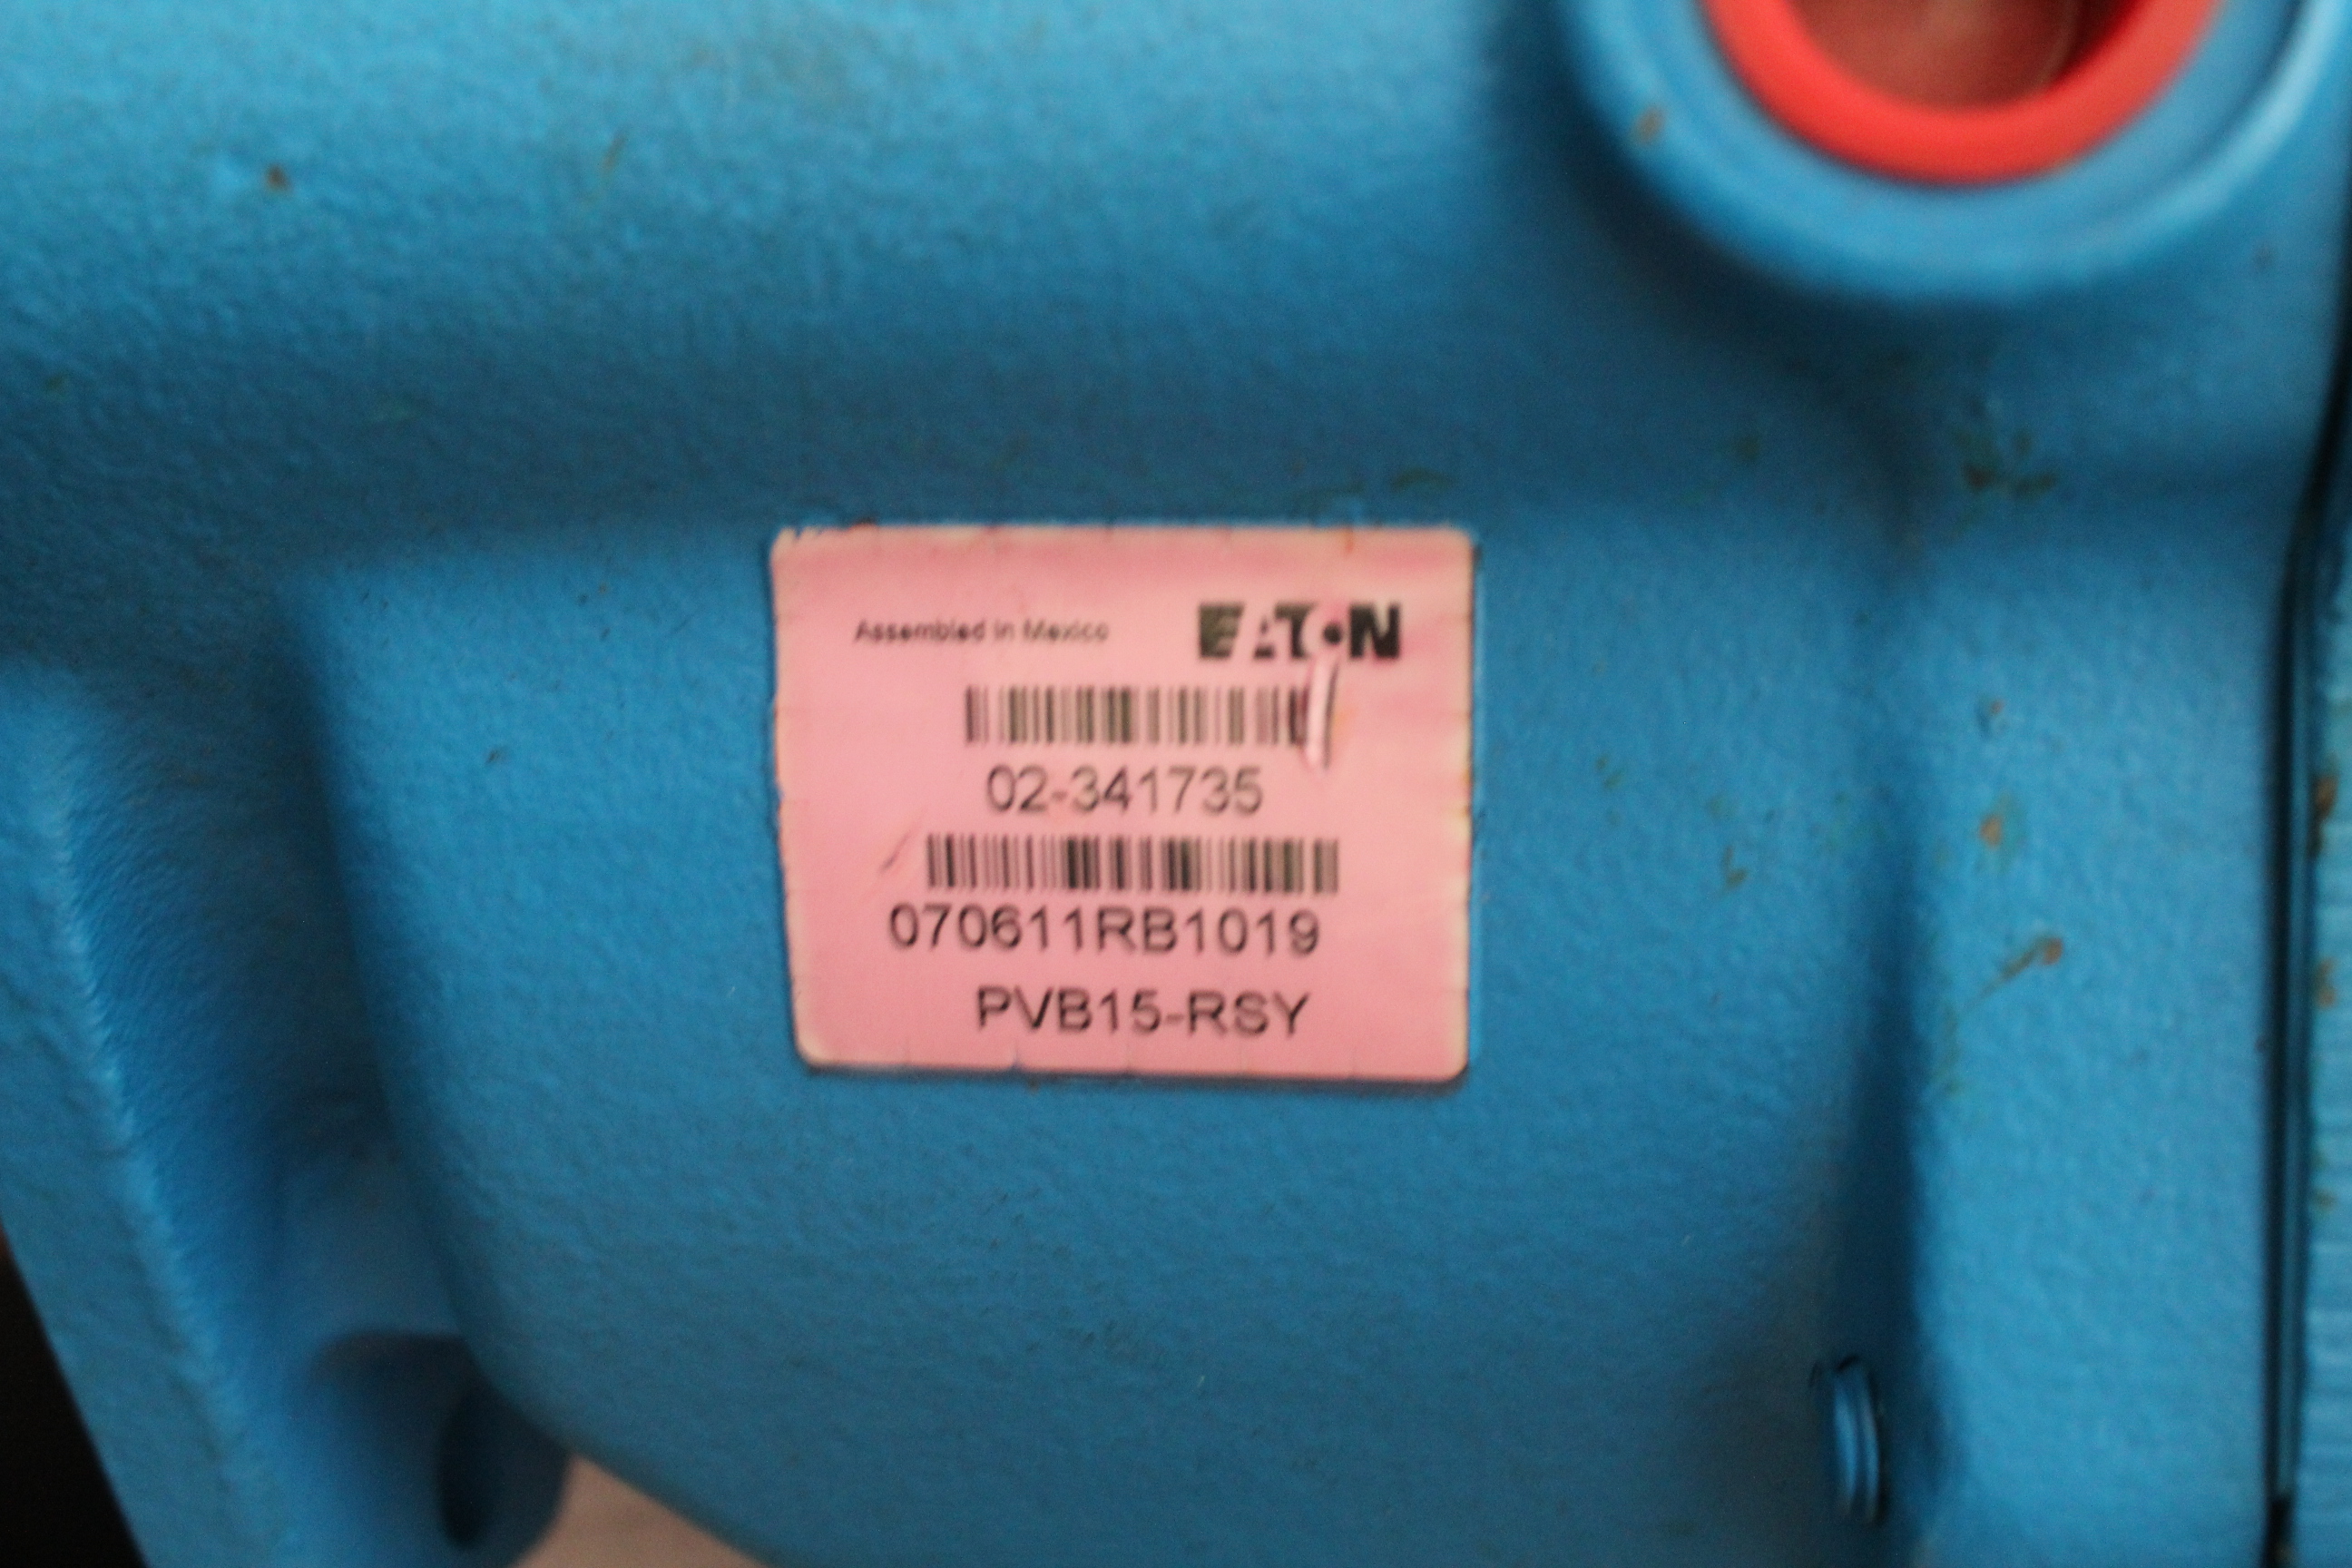 Assembled in Mexico EATON
02-341735
070611RB1019
PVB15-RSY